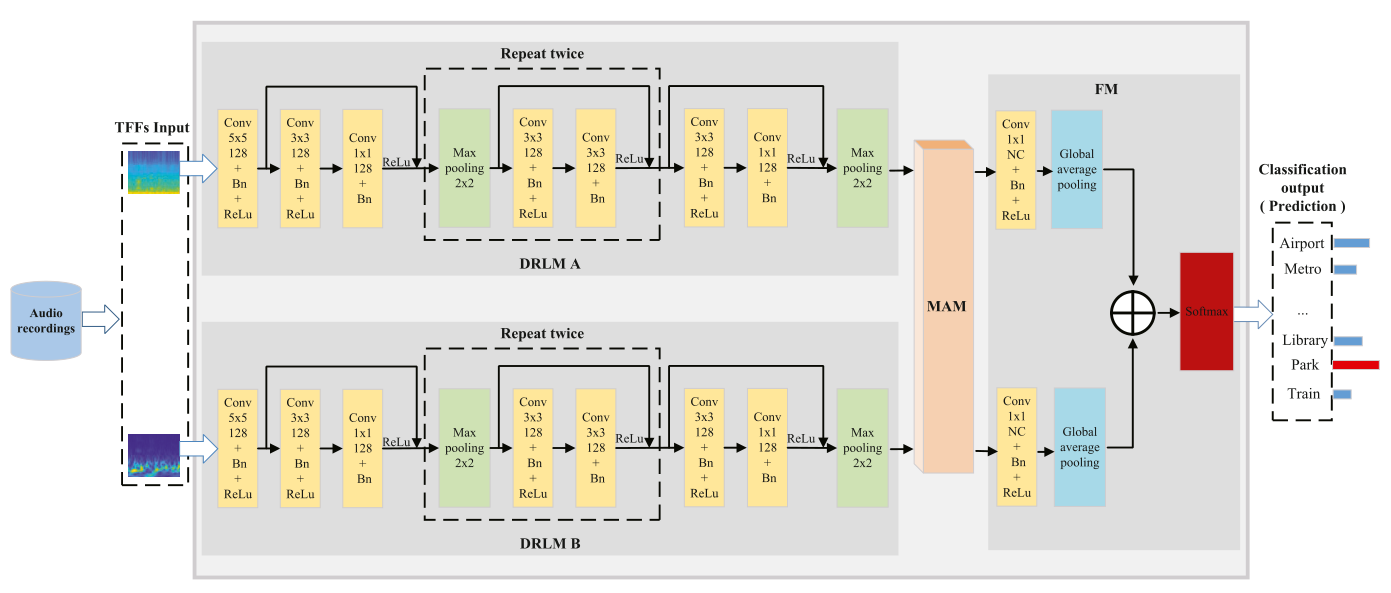 Repeat twice
Conv
5x5
128
+
Bn
+
ReLu
Conv
3x3
128
+
Bn
+
ReLu
Conv
1x1
128
+
Bn
ReLu
Max
pooling
2x2
Conv
3x3
128
+
Bn
+
ReLu
Conv
3x3
128
+
Bn
ReLu
Conv
3x3
128
+
Bn
+
ReLu
Conv
1x1
128
+
Bn
ReLu
Max
pooling
2x2
DRLM A
TFFs Input
Audio
recordings
Repeat twice
Conv
5x5
128
+
Bn
+
ReLu
Conv
3x3
128
+
Bn
+
ReLu
Conv
1x1
128
+
Bn
ReLu
Max
pooling
2x2
Conv
3x3
128
+
Bn
+
ReLu
Conv
3x3
128
+
Bn
ReLu
Conv
3x3
128
+
Bn
+
ReLu
Conv
1x1
128
+
Bn
ReLu
Max
pooling
2x2
DRLM B
MAM
FM
Conv
1x1
NC
+
Bn
+
ReLu
Global
average
pooling
Conv
1x1
NC
+
Bn
+
ReLu
Global
average
pooling
Softmax
Classification
output
( Prediction )
Airport
Metro
...
Library
Park
Train